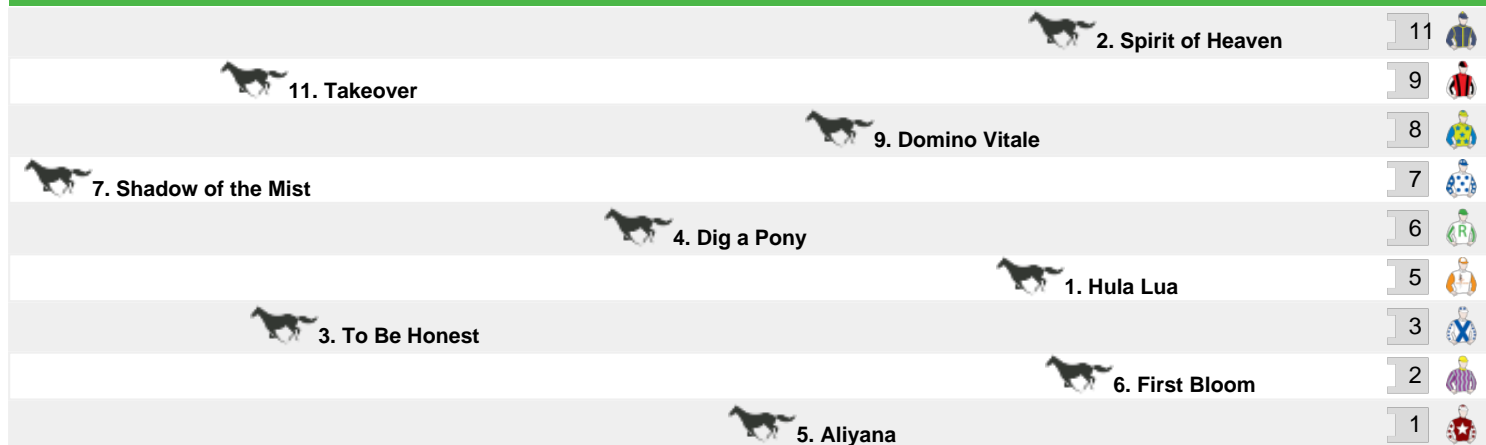 2. Spirit of Heaven 11
11. Takeover 9
9. Domino Vitale 8
7. Shadow of the Mist 7
4. Dig a Pony 6
R
1. Hula Lua 5
3. To Be Honest 3
6. First Bloom 2
5. Aliyana 1